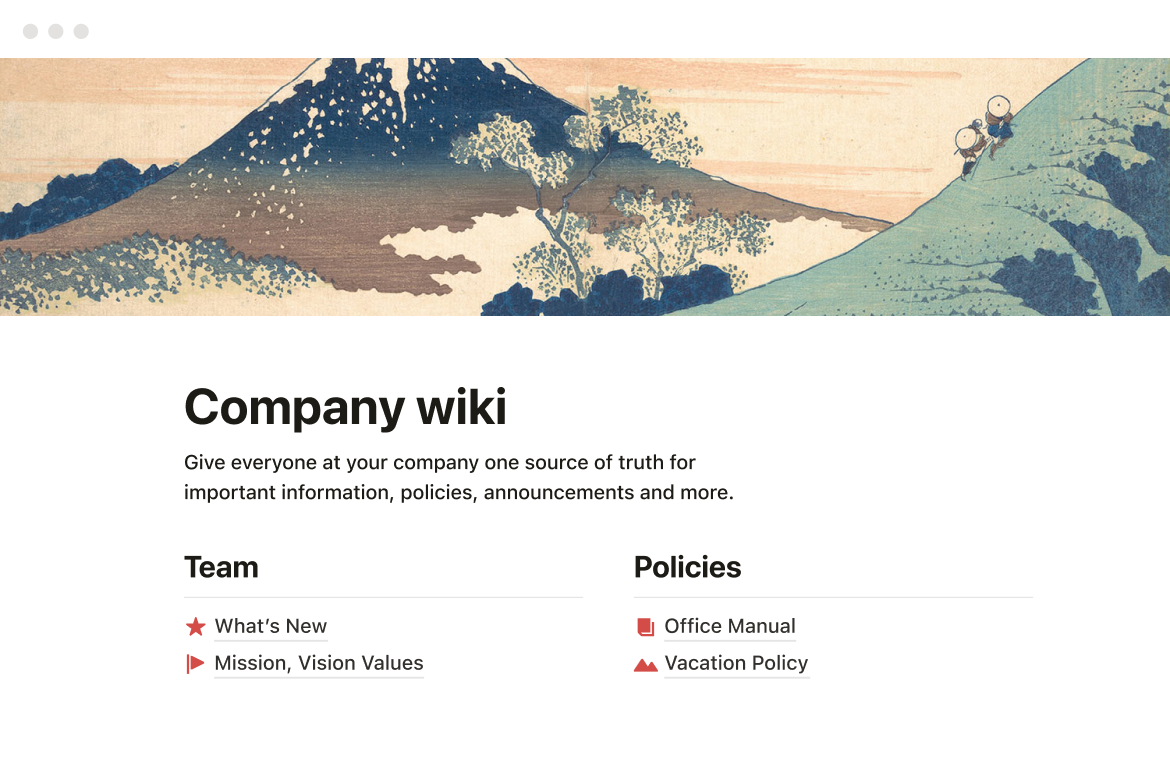 Company wiki
Give everyone at your company one source of truth for
important information, policies, announcements and more.
Team
What’s New
Mission, Vision Values
Policies
Office Manual
Vacation Policy